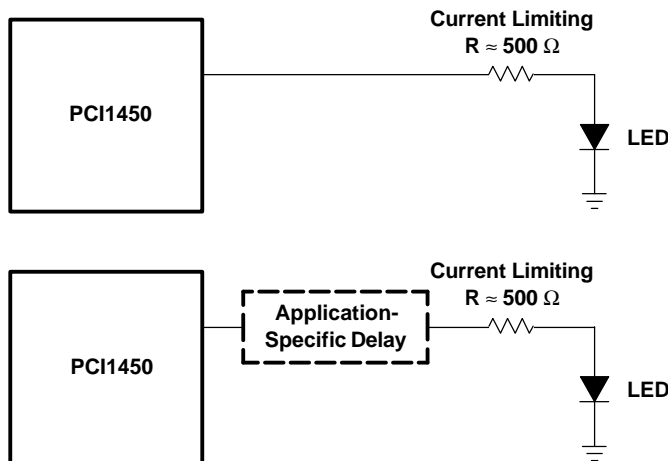 Current Limiting
R ≈ 500 Ω
PCI1450
LED
Current Limiting
R ≈ 500 Ω
Application-
Specific Delay
PCI1450
LED